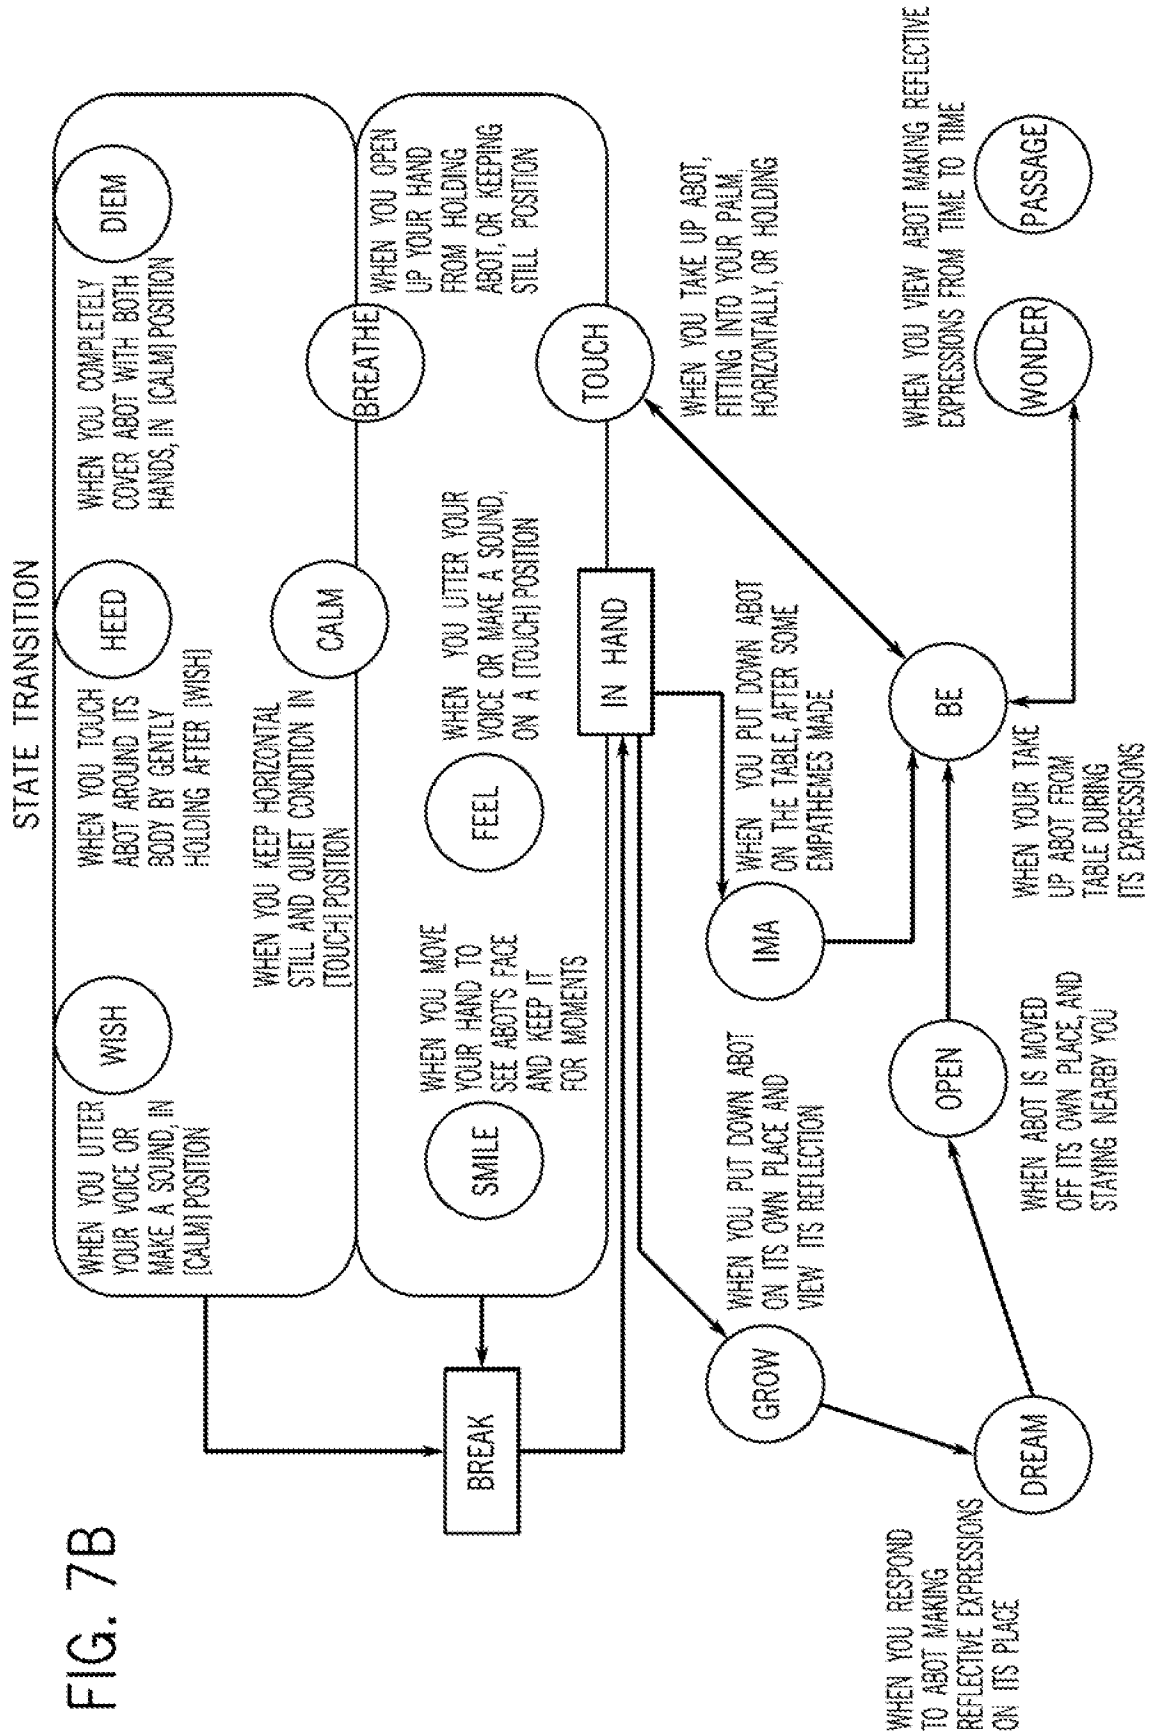 FIG. 7B
STATE TRANSITION
WHEN YOU UTTER
YOUR VOICE OR
MAKE A SOUND, IN
[CALM] POSITION
WISH
WHEN YOU TOUCH
ABOT AROUND ITS
BODY BY GENTLY
HOLDING AFTER [WISH]
HEED
WHEN YOU COMPLETELY
COVER ABOT WITH BOTH
HANDS, IN [CALM] POSITION
DIEM
WHEN YOU KEEP HORIZONTAL
STILL AND QUIET CONDITION IN
[TOUCH] POSITION
CALM
BREATHE
WHEN YOU OPEN
UP YOUR HAND
FROM HOLDING
ABOT, OR KEEPING
STILL POSITION
BREAK
SMILE
WHEN YOU MOVE
YOUR HAND TO
SEE ABOT'S FACE
AND KEEP IT
FOR MOMENTS
FEEL
WHEN YOU UTTER YOUR
VOICE OR MAKE A SOUND,
ON A [TOUCH] POSITION
IN HAND
TOUCH
WHEN YOU TAKE UP ABOT,
FITTING INTO YOUR PALM,
HORIZONTALLY, OR HOLDING
GROW
WHEN YOU PUT DOWN ABOT
ON ITS OWN PLACE AND
VIEW ITS REFLECTION
IMA
WHEN YOU PUT DOWN ABOT
ON THE TABLE, AFTER SOME
EMPATHEMES MADE
WHEN YOU RESPOND
TO ABOT MAKING
REFLECTIVE EXPRESSIONS
ON ITS PLACE
DREAM
OPEN
WHEN ABOT IS MOVED
OFF ITS OWN PLACE, AND
STAYING NEARBY YOU
BE
WHEN YOUR TAKE
UP ABOT FROM
TABLE DURING
ITS EXPRESSIONS
WHEN YOU VIEW ABOT MAKING REFLECTIVE
EXPRESSIONS FROM TIME TO TIME
WONDER
PASSAGE